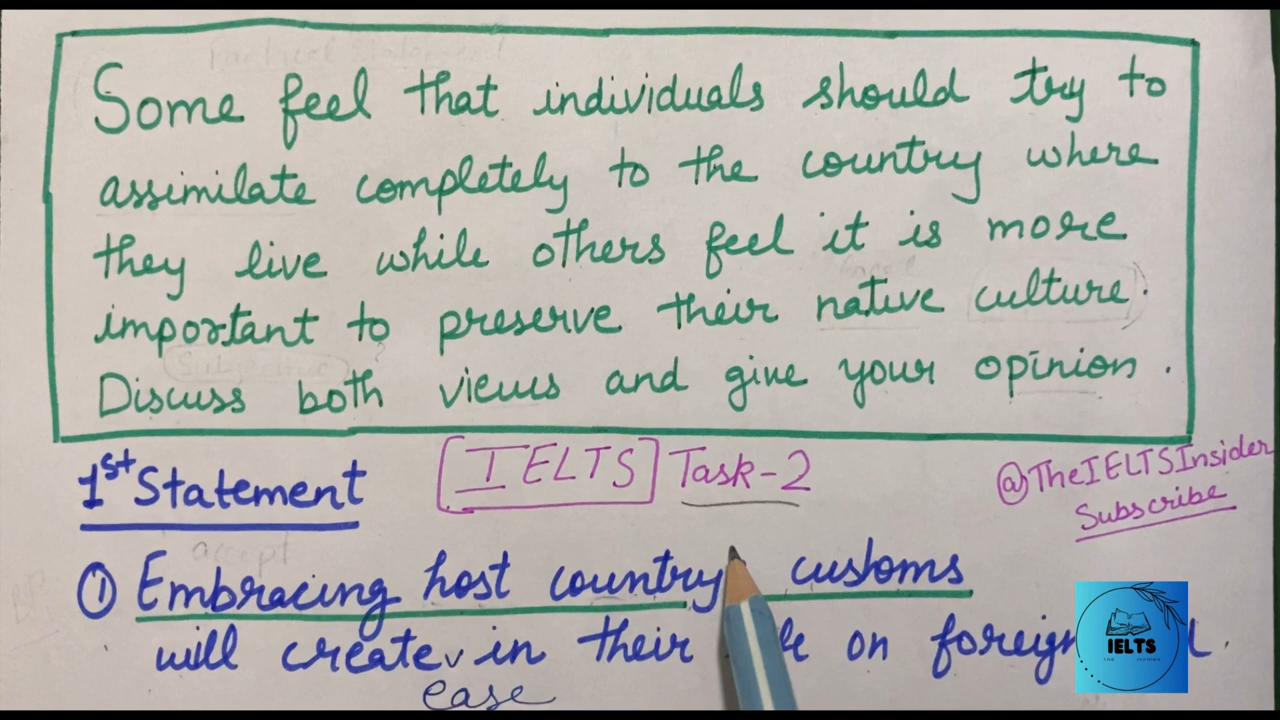 Some feel that individuals should try to
assimilate completely to the country where
they live while others feel it is more
important to preserve their native culture.
Discuss both views and give your opinion.
1st Statement
[IELTS] Task-2
@TheIELTSInsider
Subscribe
accept
① Embracing host country customs
will create ease in their on foreign
IELTS